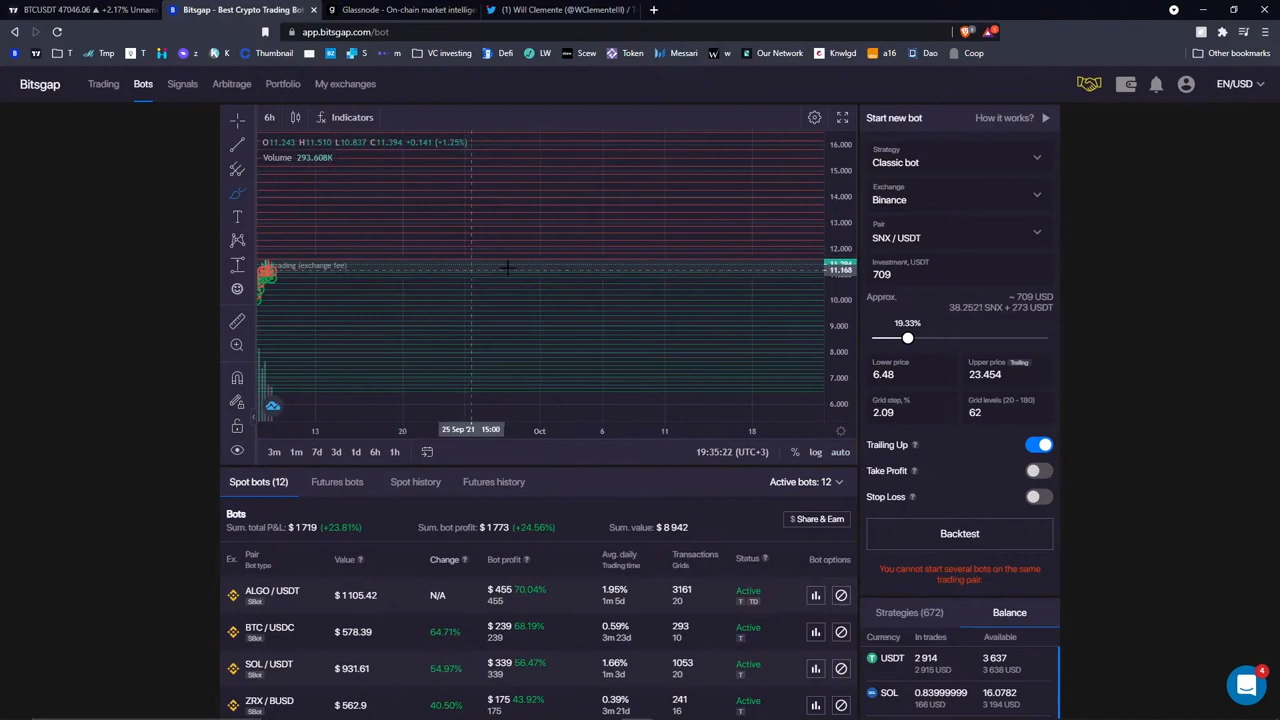 BTCUSDT 47046.06 ▲ +2.17% Unnam
Bitsgap - Best Crypto Trading Bo
Glassnode - On-chain market intellige
(1) Will Clemente (@WClementeIII) / T
app.bitsgap.com/bot
T Tmp T z K Thumbnail S VC investing Defi LW Scew Token Messari w Our Network nwlgd a16 Dao Coop Other bookmarks
Bitsgap Trading Bots Signals Arbitrage Portfolio My exchanges EN/USD
6h Indicators
O11.243 H11.510 L10.837 C11.394 +0.141 (+1.25%)
Volume 293.608K
trading (exchange fee)
16.000
15.000
14.000
13.000
12.000
11.394
11.168
10.000
9.000
8.000
7.000
6.000
13 20 25 Sep '21 15:00 Oct 6 11 18
3m 1m 7d 3d 1d 6h 1h 19:35:22 (UTC+3) % log auto
Start new bot How it works?
Strategy
Classic bot
Exchange
Binance
Pair
SNX / USDT
Investment, USDT
709
Approx. ~ 709 USD
38.2521 SNX + 273 USDT
19.33%
Lower price Upper price Trailing
6.48 23.454
Grid step, % Grid levels (20 - 180)
2.09 62
Trailing Up ?
Take Profit ?
Stop Loss ?
Backtest
You cannot start several bots on the same
trading pair.
Strategies (672) Balance
Currency In trades Available
USDT 2 914 3 637
2 915 USD 3 638 USD
SOL 0.83999999 16.0782
166 USD 3 194 USD
Spot bots (12) Futures bots Spot history Futures history Active bots: 12
Bots
Sum. total P&L: $ 1 719 (+23.81%) Sum. bot profit: $ 1 773 (+24.56%) Sum. value: $ 8 942
$ Share & Earn
Ex. Pair Value ? Change ? Bot profit ? Avg. daily Transactions Status ? Bot options
Bot type Trading time Grids
ALGO / USDT $ 1 105.42 N/A $ 455 70.04% 1.95% 3161 Active
SBot 455 1m 5d 20 T TD
BTC / USDC $ 578.39 64.71% $ 239 68.19% 0.59% 293 Active
SBot 239 3m 23d 10 T
SOL / USDT $ 931.61 54.97% $ 339 56.47% 1.66% 1053 Active
SBot 339 1m 3d 20 T
ZRX / BUSD $ 562.9 40.50% $ 175 43.92% 0.39% 241 Active
SBot 175 3m 21d 16 T
4